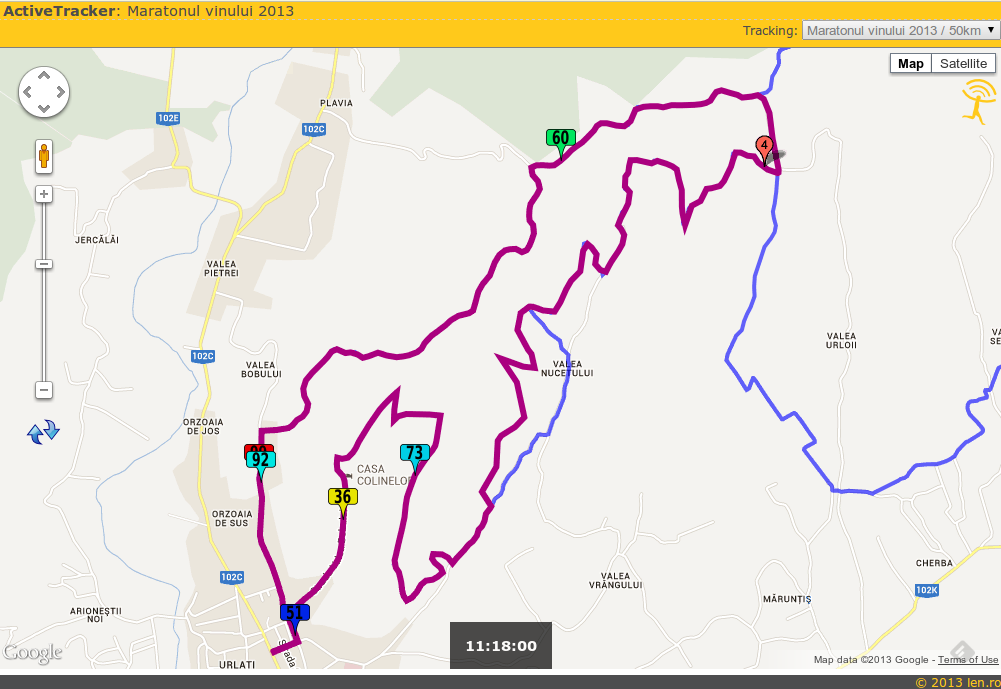 ActiveTracker: Maratonul vinului 2013
Tracking: Maratonul vinului 2013 / 50km
Map Satellite
PLAVIA
102E
102C
60
4
JERCĂLĂI
VALEA
PIETREI
102C
VALEA
BOBULUI
VALEA
NUCETULUI
VALEA
URLOII
VA
SE
ORZOAIA
DE JOS
92
73
CASA
COLINELOR
36
ORZOAIA
DE SUS
102C
CHERBA
102K
VALEA
VRÂNGULUI
MĂRUNȚIȘ
ARIONEȘTII
NOI
51
11:18:00
Google
URLAȚI
Map data ©2013 Google - Terms of Use
© 2013 len.ro